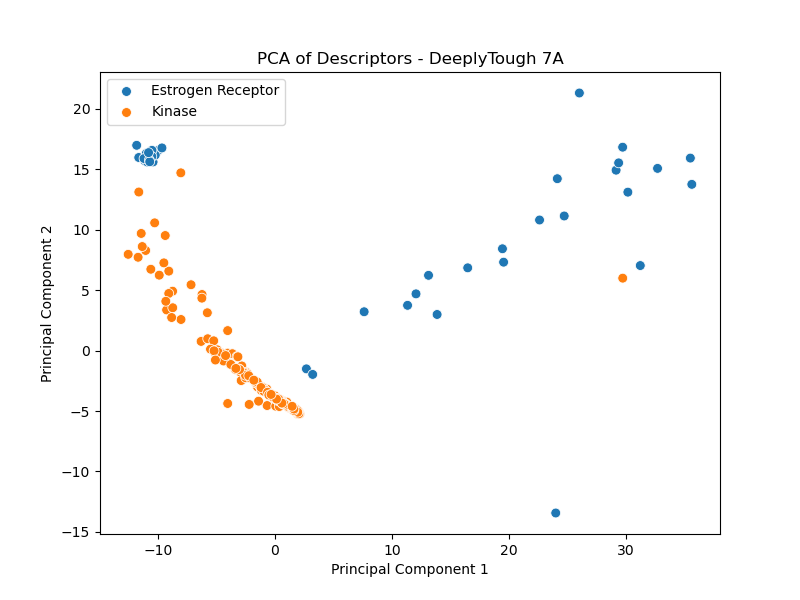 PCA of Descriptors - DeeplyTough 7A
Estrogen Receptor
Kinase
Principal Component 2
20
15
10
5
0
−5
−10
−15
−10
0
10
20
30
Principal Component 1